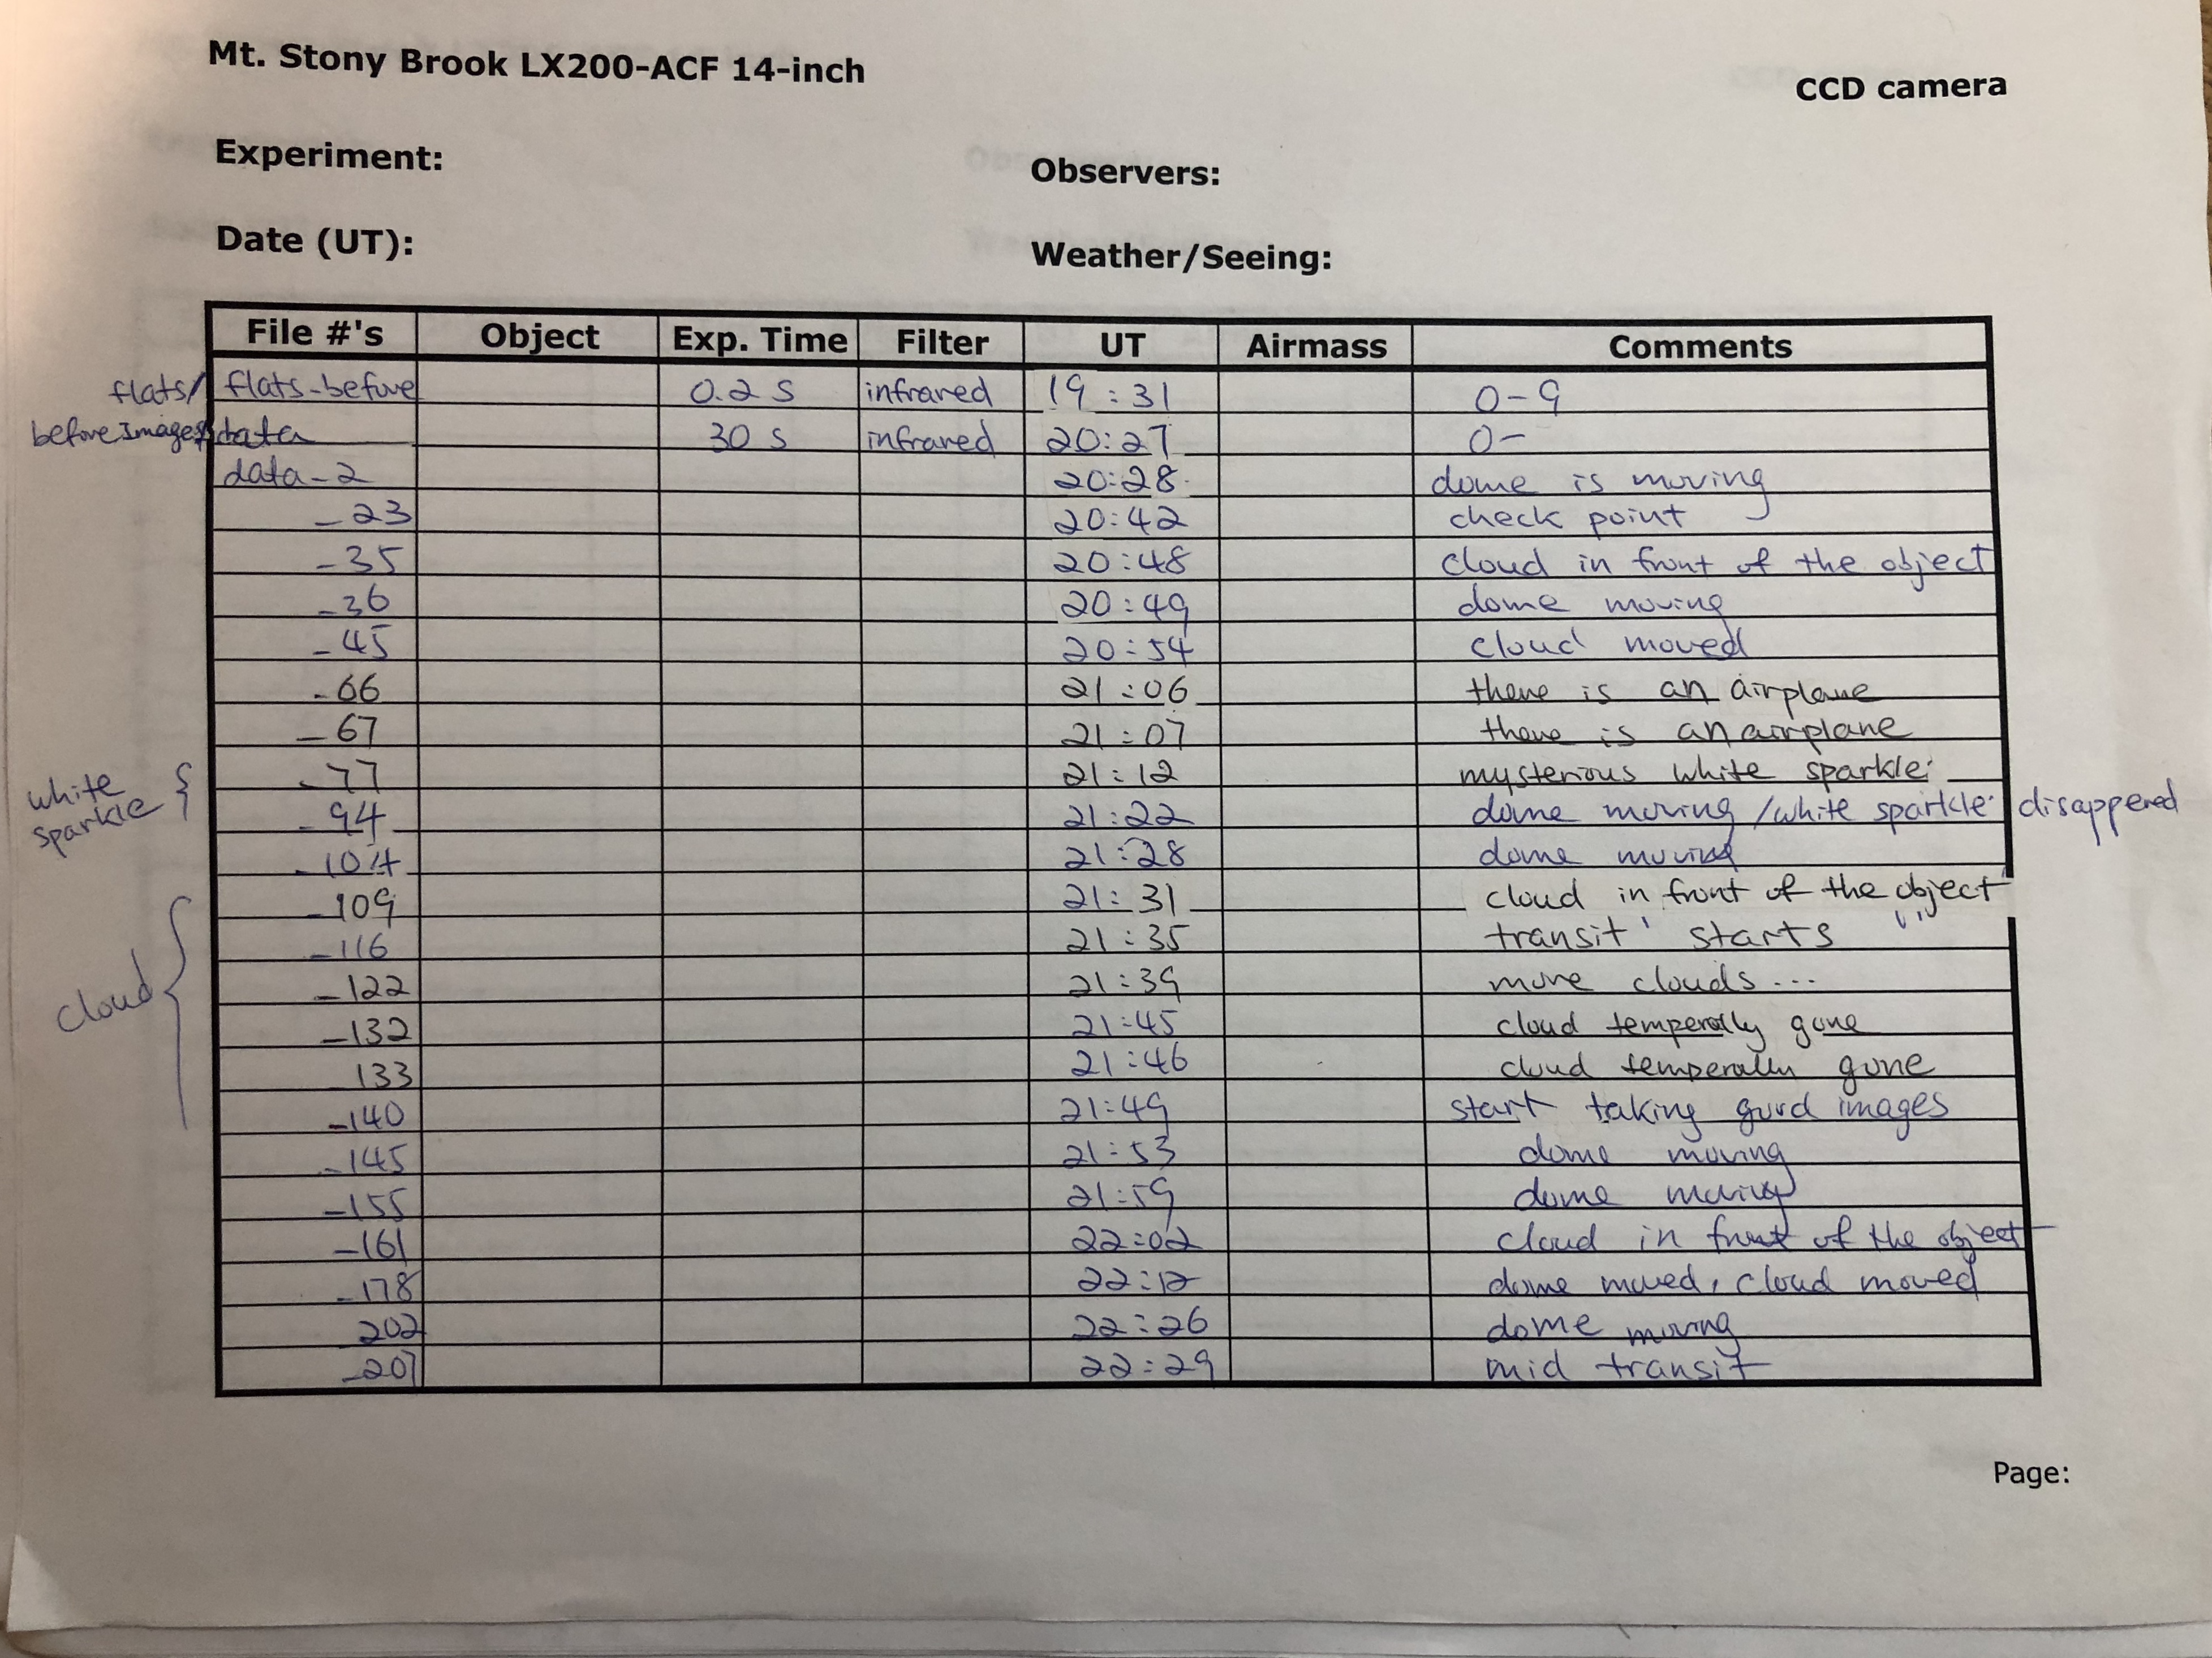 Mt. Stony Brook LX200-ACF 14-inch
CCD camera
Experiment:
Observers:
Date (UT):
Weather/Seeing:
File #'s Object Exp. Time Filter UT Airmass Comments
flats/ flats-before 0.2 s infrared 19:31 0-9
beforeImages/ data 30 s infrared 20:27 0-
data-2 20:28 dome is moving
-23 20:42 check point
-35 20:48 cloud in front of the object
-36 20:49 dome moving
-45 20:54 cloud moved
-66 21:06 there is an airplane
-67 21:07 there is an airplane
white sparkle { -77 21:12 mysterious white sparkle
-94 21:22 dome moving/white sparkle disappered
-104 21:28 dome moving
cloud { -109 21:31 cloud in front of the object
-116 21:35 transit starts
-122 21:39 more clouds...
-132 21:45 cloud temperally gone
133 21:46 cloud temperally gone
-140 21:49 start taking good images
-145 21:53 dome moving
-155 21:59 dome moving
-161 22:02 cloud in front of the object
-178 22:12 dome moved, cloud moved
202 22:26 dome moving
-207 22:29 mid transit
Page: